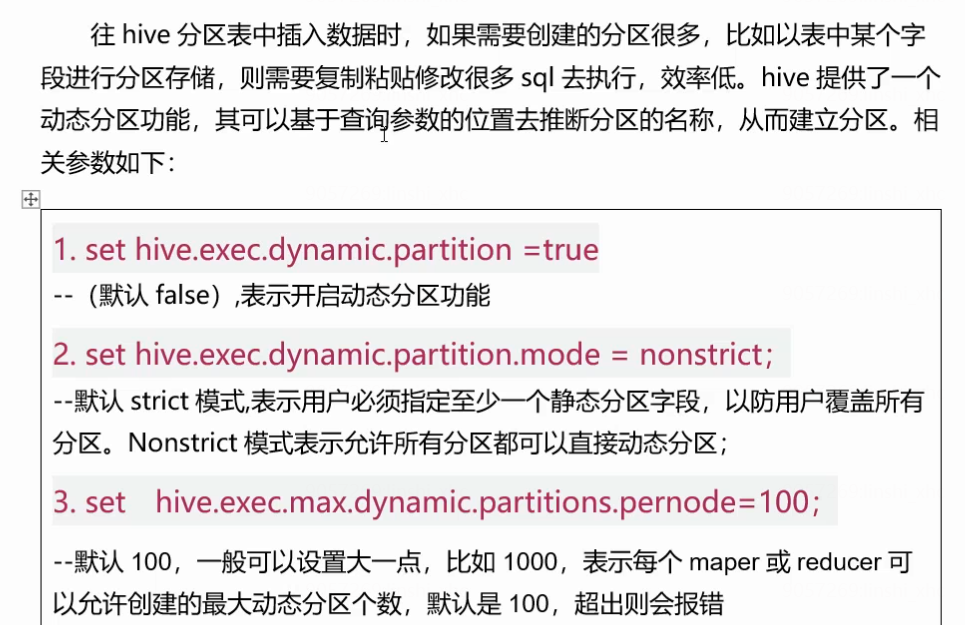 往 hive 分区表中插入数据时，如果需要创建的分区很多，比如以表中某个字
段进行分区存储，则需要复制粘贴修改很多 sql 去执行，效率低。hive 提供了一个
动态分区功能，其可以基于查询参数的位置去推断分区的名称，从而建立分区。相
关参数如下：
1. set hive.exec.dynamic.partition =true
--（默认 false）,表示开启动态分区功能
2. set hive.exec.dynamic.partition.mode = nonstrict;
--默认 strict 模式,表示用户必须指定至少一个静态分区字段，以防用户覆盖所有
分区。Nonstrict 模式表示允许所有分区都可以直接动态分区；
3. set hive.exec.max.dynamic.partitions.pernode=100;
--默认 100，一般可以设置大一点，比如 1000，表示每个 maper 或 reducer 可
以允许创建的最大动态分区个数，默认是 100，超出则会报错